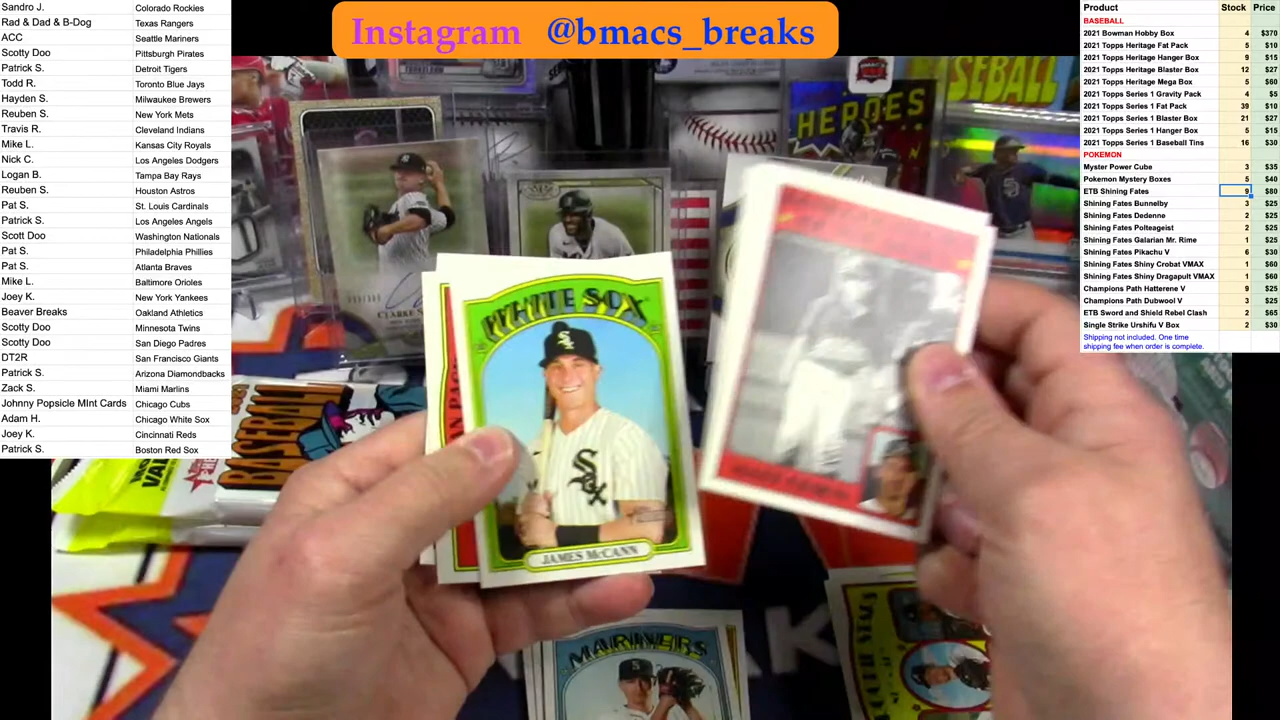 Instagram @bmacs_breaks
Sandro J. Colorado Rockies
Rad & Dad & B-Dog Texas Rangers
ACC Seattle Mariners
Scotty Doo Pittsburgh Pirates
Patrick S. Detroit Tigers
Todd R. Toronto Blue Jays
Hayden S. Milwaukee Brewers
Reuben S. New York Mets
Travis R. Cleveland Indians
Mike L. Kansas City Royals
Nick C. Los Angeles Dodgers
Logan B. Tampa Bay Rays
Reuben S. Houston Astros
Pat S. St. Louis Cardinals
Patrick S. Los Angeles Angels
Scott Doo Washington Nationals
Pat S. Philadelphia Phillies
Pat S. Atlanta Braves
Mike L. Baltimore Orioles
Joey K. New York Yankees
Beaver Breaks Oakland Athletics
Scotty Doo Minnesota Twins
Scotty Doo San Diego Padres
DT2R San Francisco Giants
Patrick S. Arizona Diamondbacks
Zack S. Miami Marlins
Johnny Popsicle MInt Cards Chicago Cubs
Adam H. Chicago White Sox
Joey K. Cincinnati Reds
Patrick S. Boston Red Sox
Product Stock Price
BASEBALL
2021 Bowman Hobby Box 4 $370
2021 Topps Heritage Fat Pack 5 $10
2021 Topps Heritage Hanger Box 9 $15
2021 Topps Heritage Blaster Box 12 $27
2021 Topps Heritage Mega Box 5 $60
2021 Topps Series 1 Gravity Pack 4 $5
2021 Topps Series 1 Fat Pack 39 $10
2021 Topps Series 1 Blaster Box 21 $27
2021 Topps Series 1 Hanger Box 5 $15
2021 Topps Series 1 Baseball Tins 16 $30
POKEMON
Myster Power Cube 3 $35
Pokemon Mystery Boxes 5 $40
ETB Shining Fates 9 $80
Shining Fates Bunnelby 3 $25
Shining Fates Dedenne 2 $25
Shining Fates Polteageist 2 $25
Shining Fates Galarian Mr. Rime 1 $25
Shining Fates Pikachu V 6 $30
Shining Fates Shiny Crobat VMAX 1 $60
Shining Fates Shiny Dragapult VMAX 1 $60
Champions Path Hatterene V 9 $25
Champions Path Dubwool V 3 $25
ETB Sword and Shield Rebel Clash 2 $65
Single Strike Urshifu V Box 2 $30
Shipping not included. One time
shipping fee when order is complete.
SEBALL
HEROES
CLARKE
WHITE SOX
Sox
JAMES McCANN
BASEBALL
MARINERS